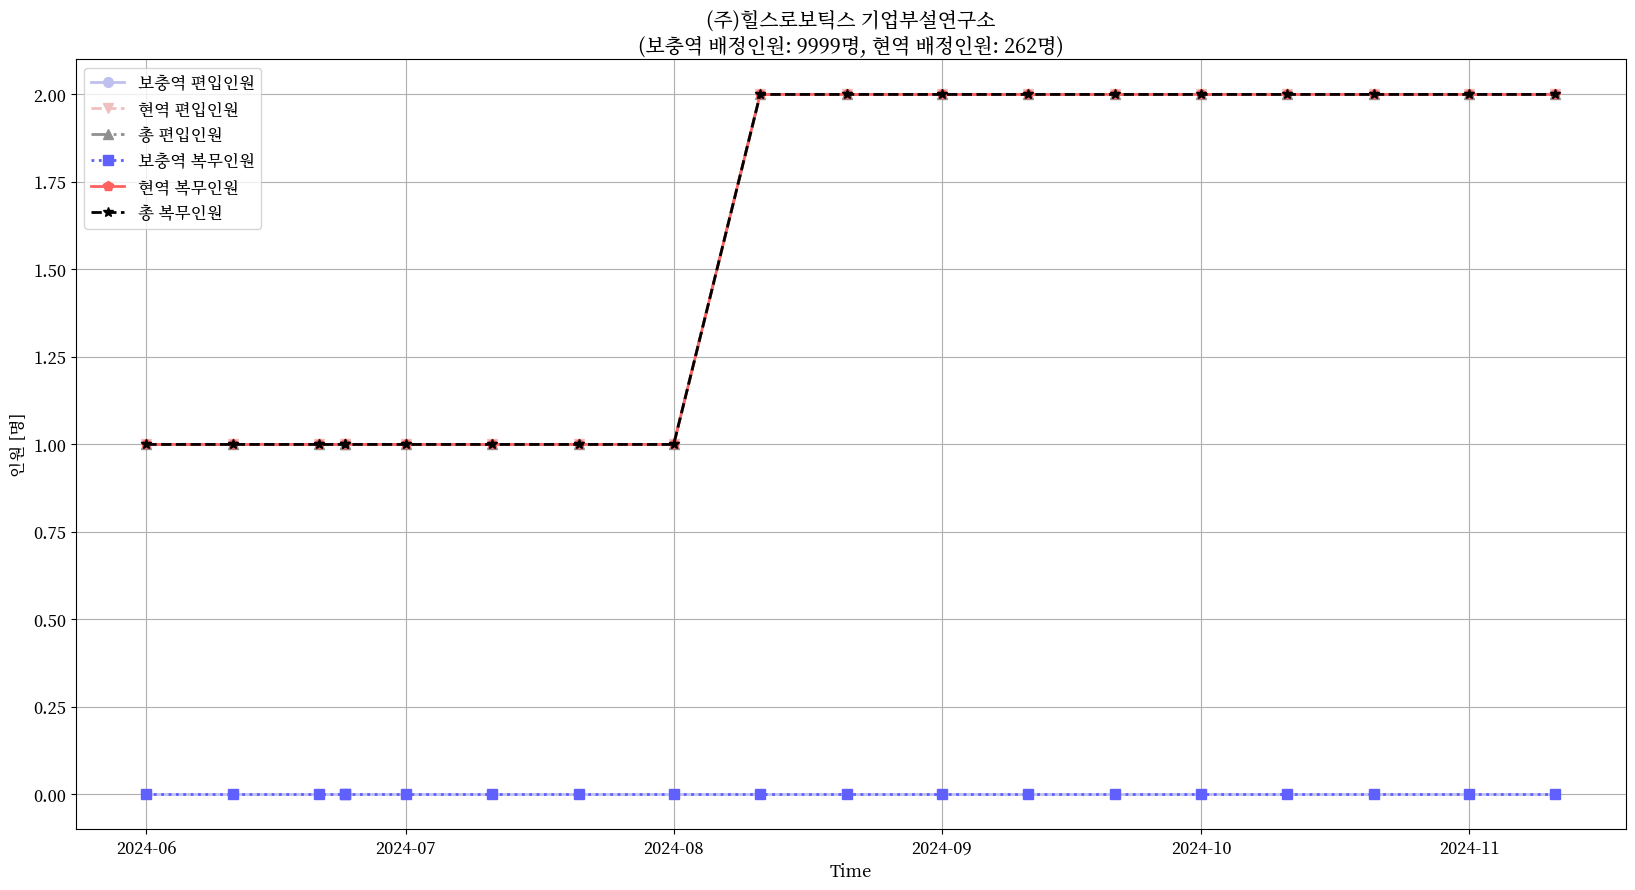 (주)힐스로보틱스 기업부설연구소
(보충역 배정인원: 9999명, 현역 배정인원: 262명)
보충역 편입인원
현역 편입인원
총 편입인원
보충역 복무인원
현역 복무인원
총 복무인원
2.00
1.75
1.50
1.25
1.00
0.75
0.50
0.25
0.00
인원 [명]
2024-06
2024-07
2024-08
2024-09
2024-10
2024-11
Time